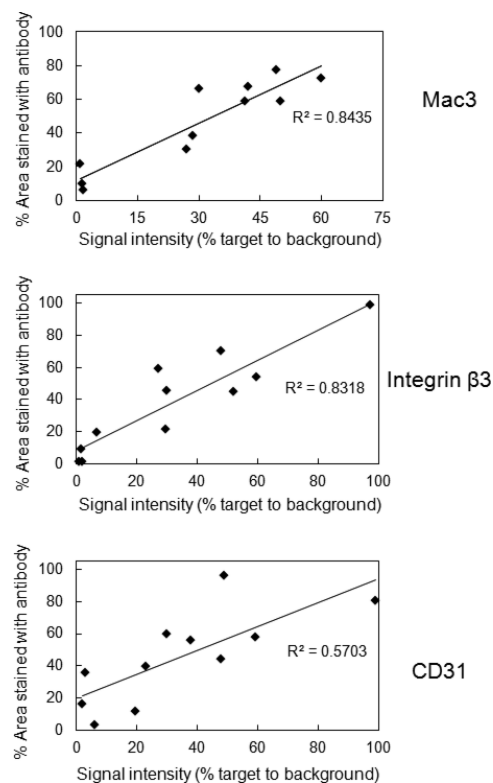 % Area stained with antibody
100
80
60
40
20
0
0 15 30 45 60 75
Signal intensity (% target to background)
R² = 0.8435
Mac3
% Area stained with antibody
100
80
60
40
20
0
0 20 40 60 80 100
Signal intensity (% target to background)
R² = 0.8318
Integrin β3
% Area stained with antibody
100
80
60
40
20
0
0 20 40 60 80 100
Signal intensity (% target to background)
R² = 0.5703
CD31